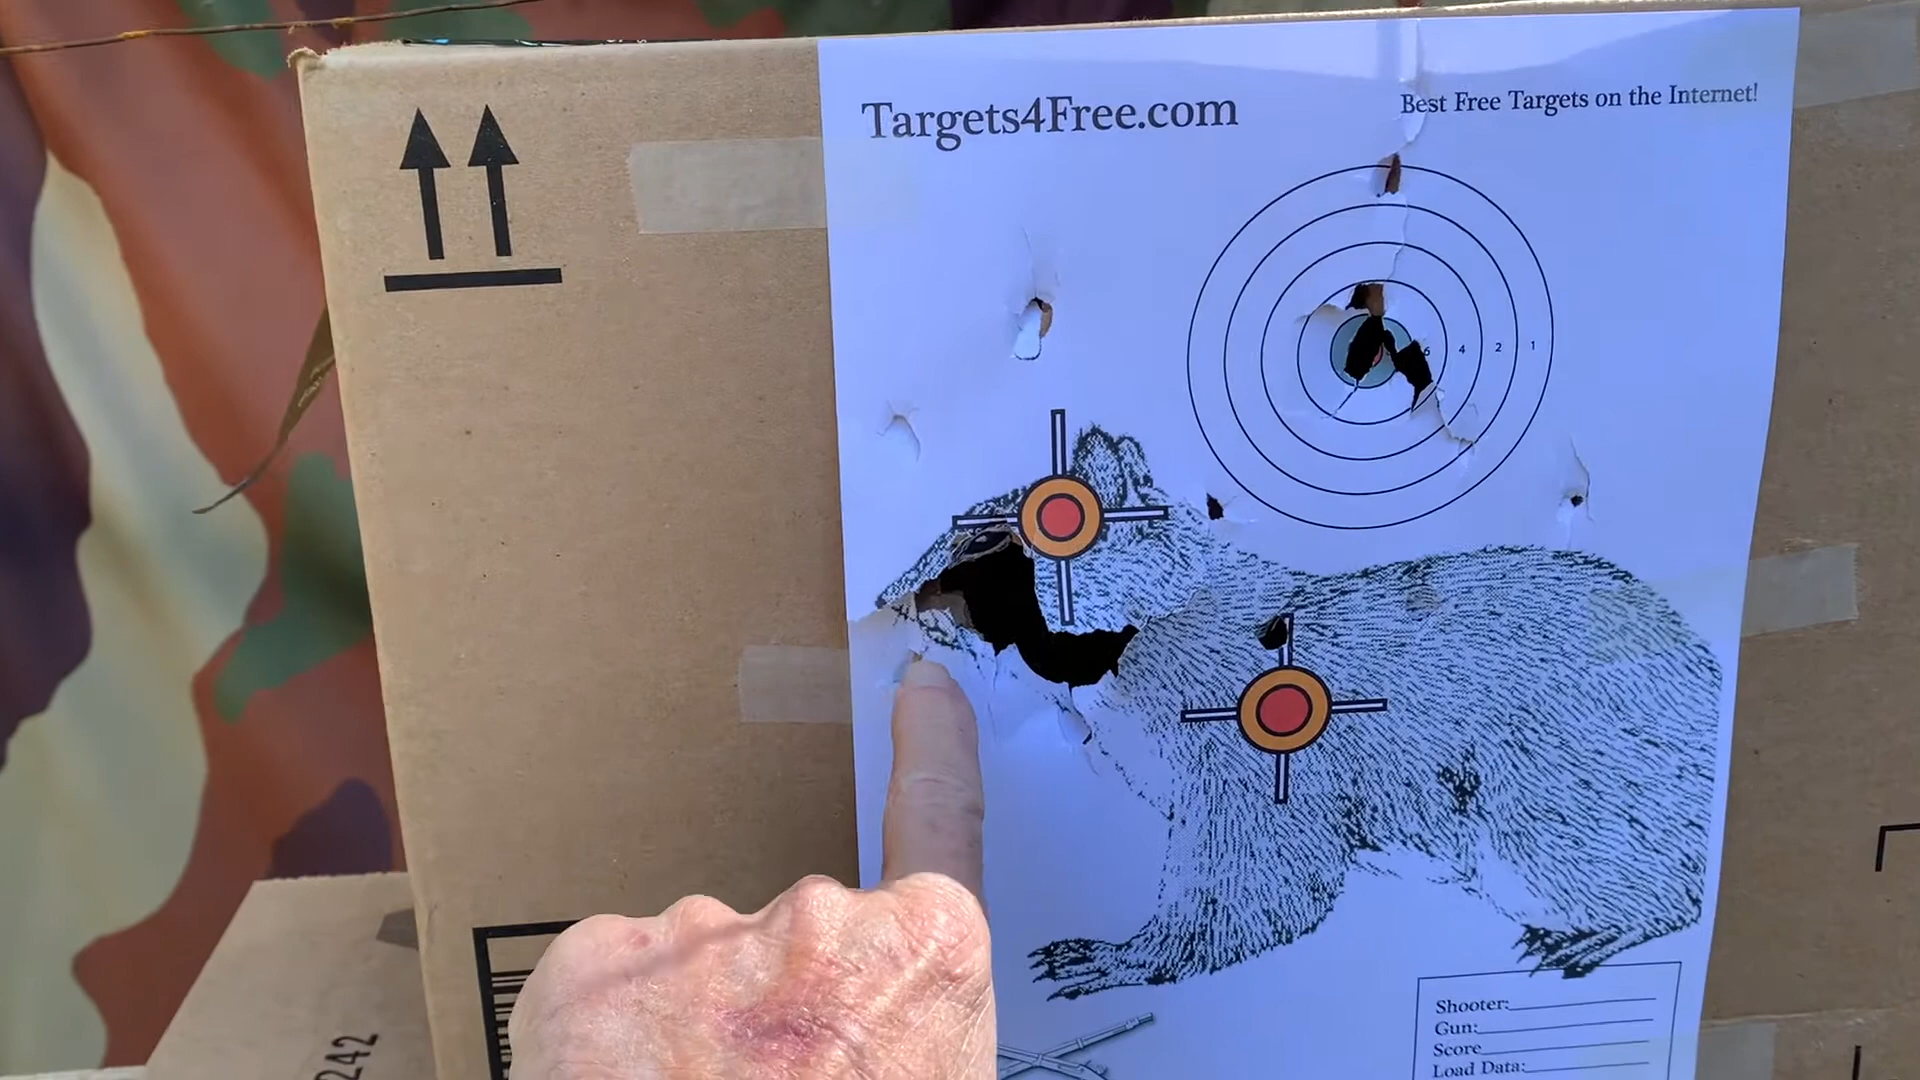 Targets4Free.com
Best Free Targets on the Internet!
6 4 2 1
Shooter:
Gun:
Score
Load Data:
242